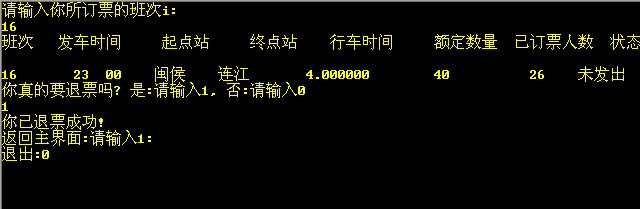 请输入你所订票的班次i:
16
班次 发车时间 起点站 终点站 行车时间 额定数量 已订票人数 状态
16 23 00 闽侯 连江 4.000000 40 26 未发出
你真的要退票吗? 是:请输入1, 否:请输入0
1
你已退票成功!
返回主界面:请输入1:
退出:0